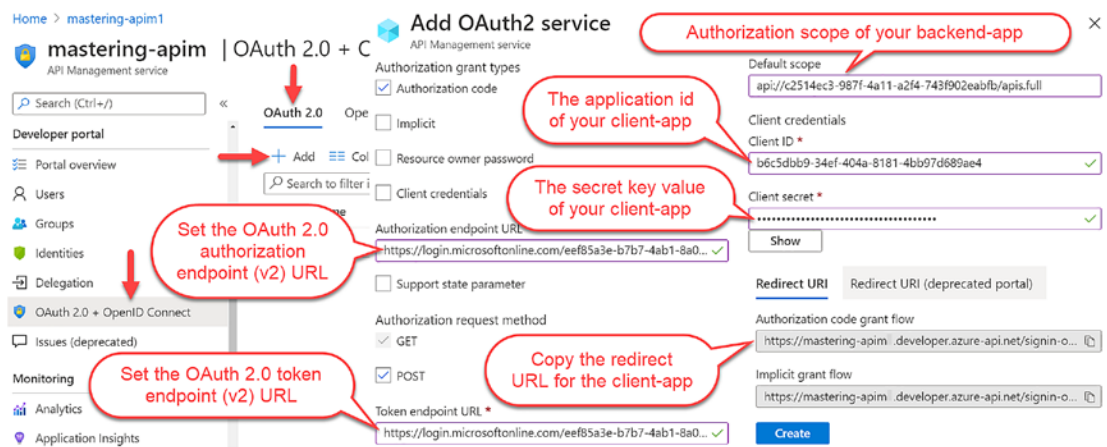 Home > mastering-apim1
mastering-apim | OAuth 2.0 + C
API Management service
Search (Ctrl+/)
«
Developer portal
Portal overview
Users
Groups
Identities
Delegation
OAuth 2.0 + OpenID Connect
Issues (deprecated)
Monitoring
Analytics
Application Insights
OAuth 2.0
Ope
Add
Col
Search to filter i
Set the OAuth 2.0
authorization
endpoint (v2) URL
Set the OAuth 2.0 token
endpoint (v2) URL
Add OAuth2 service
API Management service
Authorization grant types
Authorization code
Implicit
Resource owner password
Client credentials
Authorization endpoint URL
https://login.microsoftonline.com/eef85a3e-b7b7-4ab1-8a0...
Support state parameter
Authorization request method
GET
POST
Token endpoint URL *
https://login.microsoftonline.com/eef85a3e-b7b7-4ab1-8a0...
Authorization scope of your backend-app
The application id
of your client-app
The secret key value
of your client-app
Copy the redirect
URL for the client-app
Default scope
api://c2514ec3-987f-4a11-a2f4-743f902eabfb/apis.full
Client credentials
Client ID *
b6c5dbb9-34ef-404a-8181-4bb97d689ae4
Client secret *
Show
Redirect URI
Redirect URI (deprecated portal)
Authorization code grant flow
https://mastering-apim .developer.azure-api.net/signin-o...
Implicit grant flow
https://mastering-apim .developer.azure-api.net/signin-o...
Create